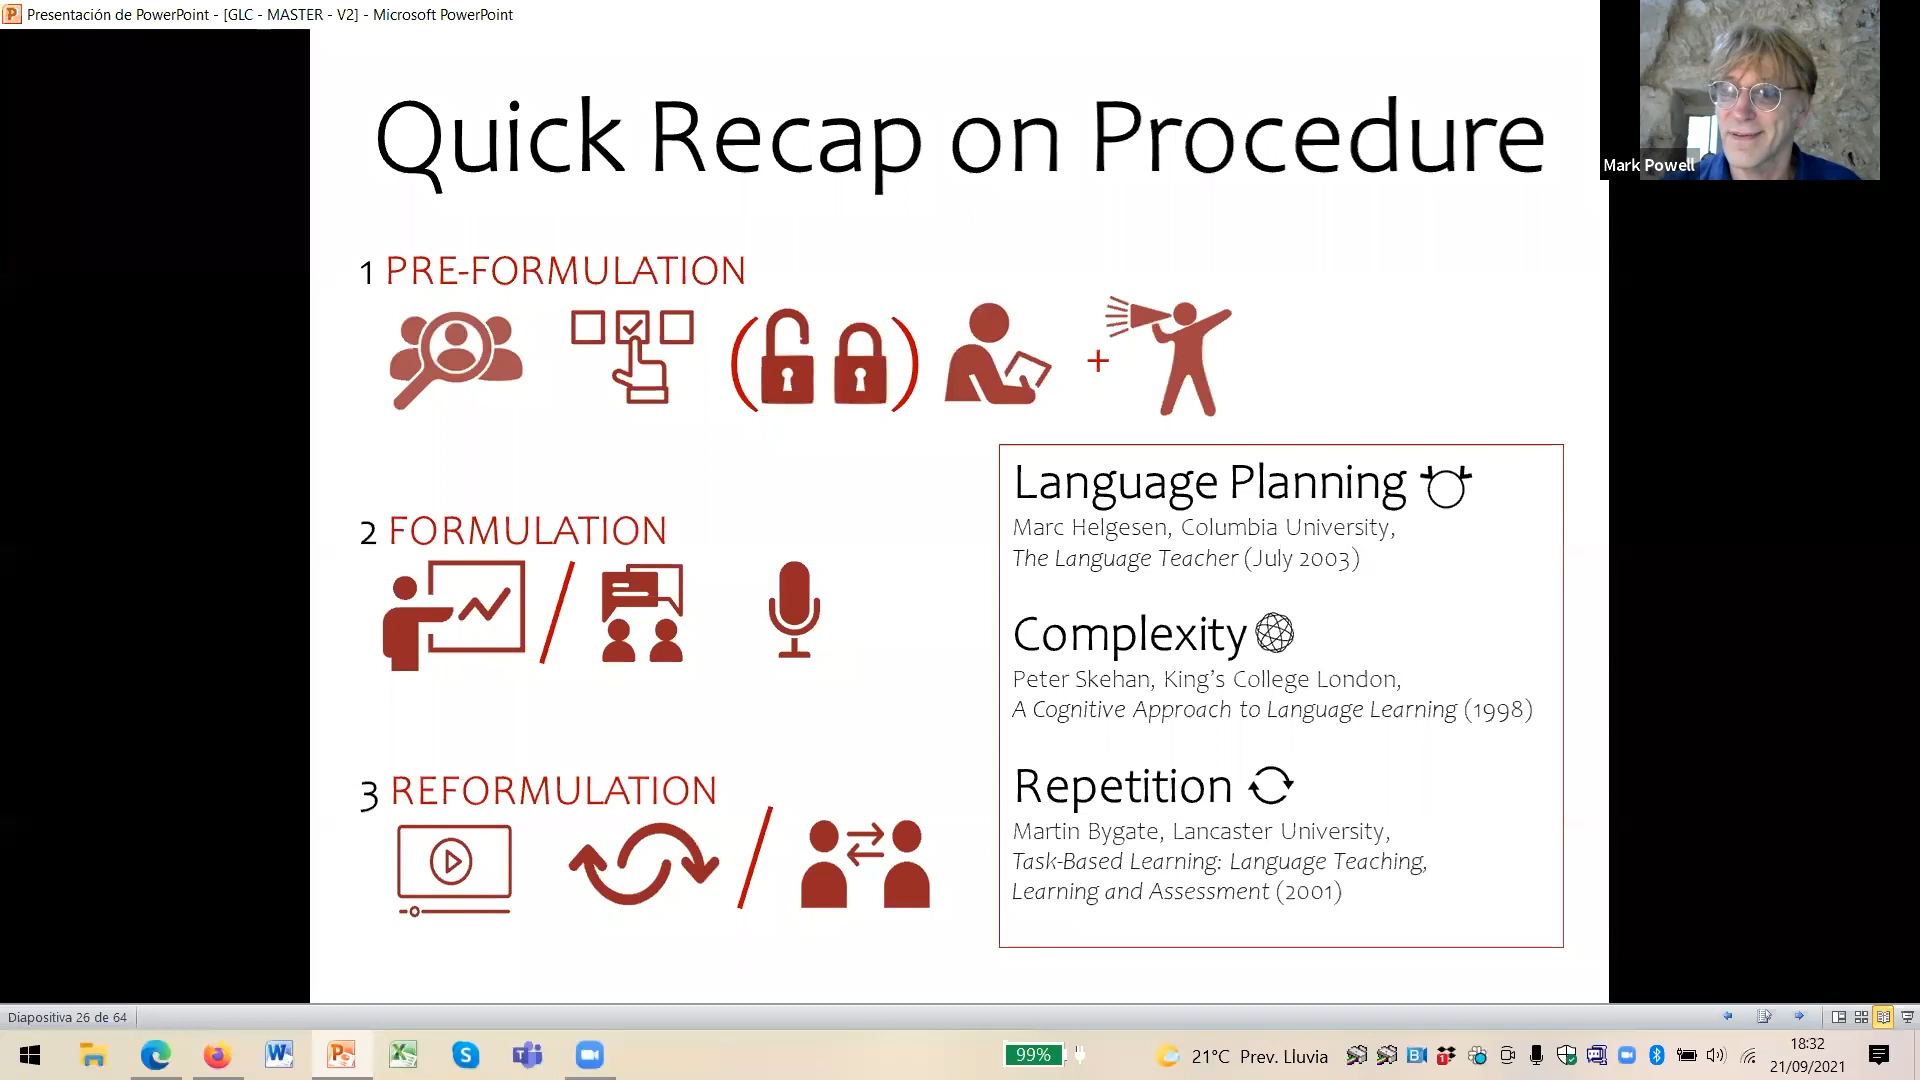 Presentación de PowerPoint - [GLC - MASTER - V2] - Microsoft PowerPoint
Mark Powell
Quick Recap on Procedure
1 PRE-FORMULATION
+
2 FORMULATION
3 REFORMULATION
Language Planning
Marc Helgesen, Columbia University,
The Language Teacher (July 2003)
Complexity
Peter Skehan, King's College London,
A Cognitive Approach to Language Learning (1998)
Repetition
Martin Bygate, Lancaster University,
Task-Based Learning: Language Teaching,
Learning and Assessment (2001)
Diapositiva 26 de 64
99%
21°C Prev. Lluvia
18:32
21/09/2021